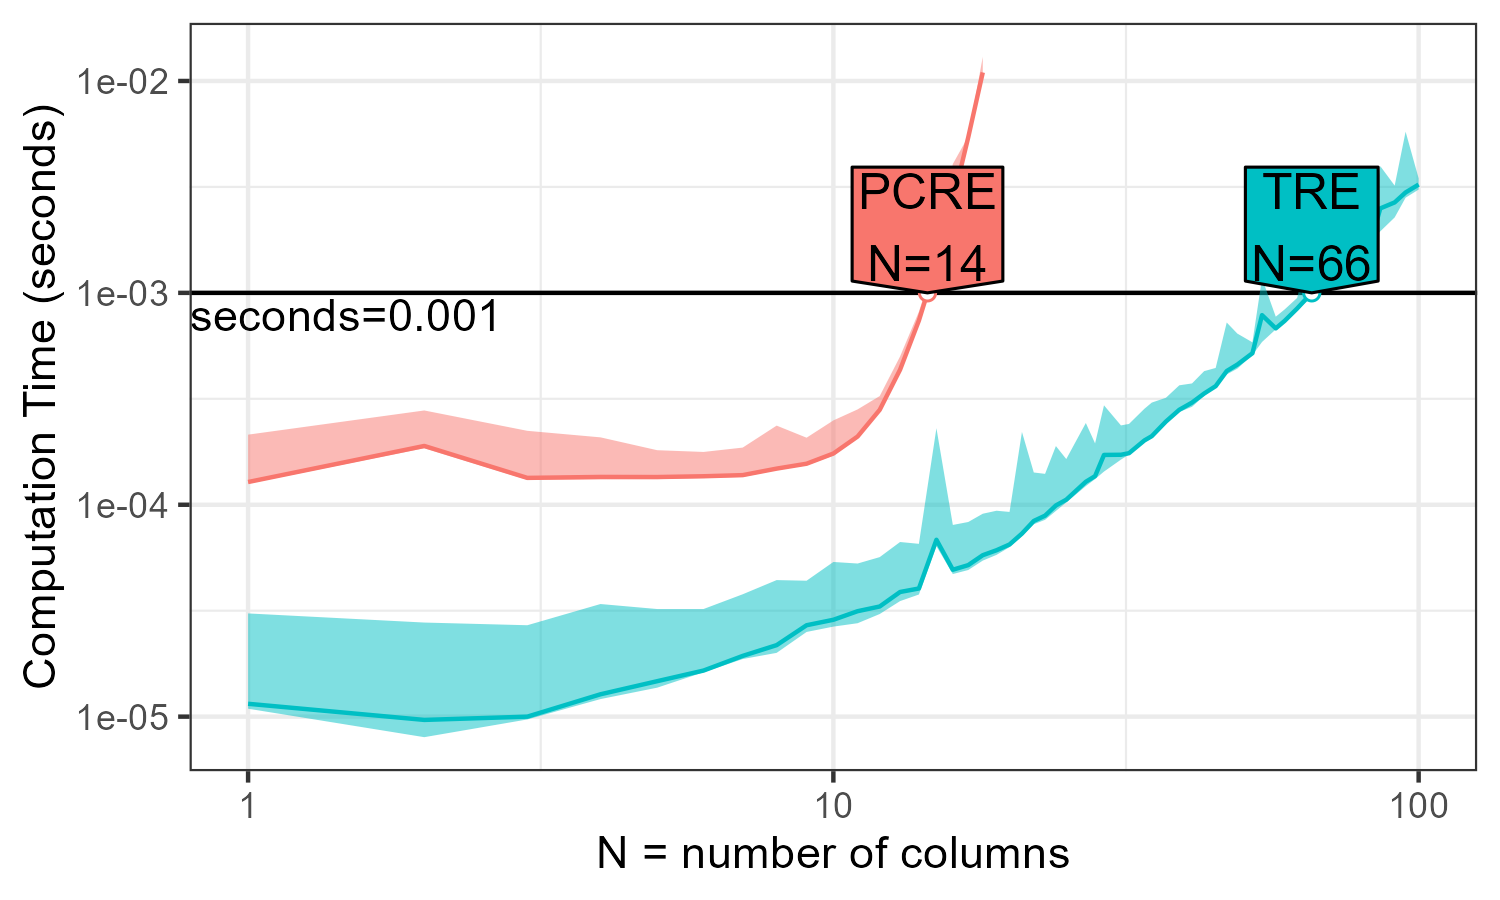 Computation Time (seconds)
1e-02
1e-03
1e-04
1e-05
PCRE
N=14
TRE
N=66
seconds=0.001
1
10
100
N = number of columns